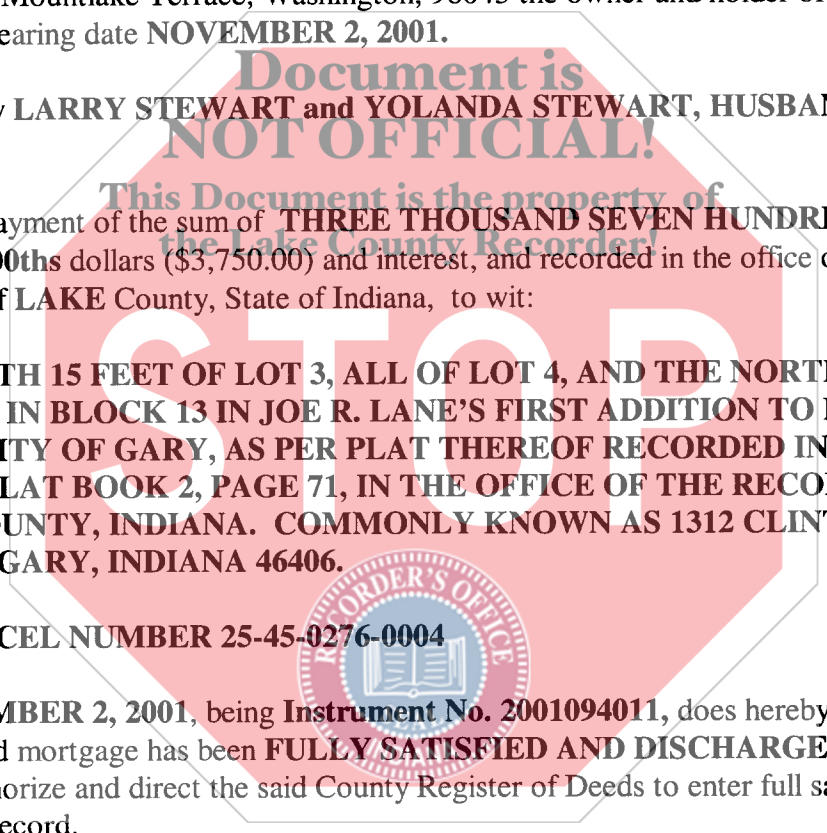 Mountlake Terrace, Washington, 98043 the owner and holder of
earing date NOVEMBER 2, 2001.
Document is
LARRY STEWART and YOLANDA STEWART, HUSBAN
NOT OFFICIAL!
This Document is the property of
ayment of the sum of THREE THOUSAND SEVEN HUNDRE
the Lake County Recorder!
00ths dollars ($3,750.00) and interest, and recorded in the office o
f LAKE County, State of Indiana, to wit:
STOP
TH 15 FEET OF LOT 3, ALL OF LOT 4, AND THE NORT
IN BLOCK 13 IN JOE R. LANE'S FIRST ADDITION TO
ITY OF GARY, AS PER PLAT THEREOF RECORDED IN
LAT BOOK 2, PAGE 71, IN THE OFFICE OF THE RECO
UNTY, INDIANA. COMMONLY KNOWN AS 1312 CLIN
GARY, INDIANA 46406.
RECORDER'S OFFICE
CEL NUMBER 25-45-0276-0004
MBER 2, 2001, being Instrument No. 2001094011, does hereby
d mortgage has been FULLY SATISFIED AND DISCHARGE
orize and direct the said County Register of Deeds to enter full sa
ecord.